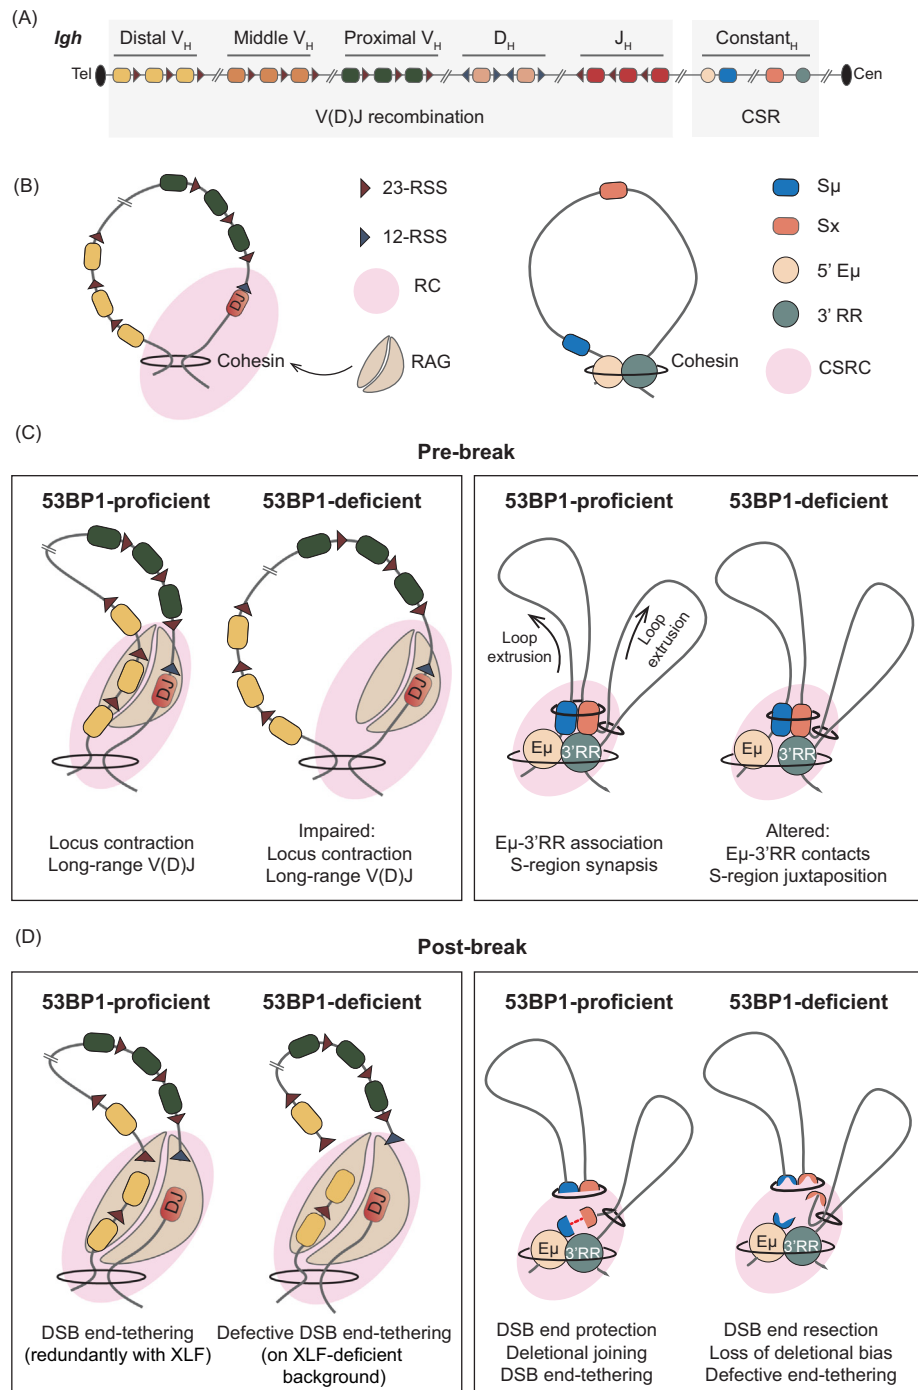 (A)
Igh
Distal VH
Middle VH
Proximal VH
DH
JH
ConstantH
Tel
Cen
V(D)J recombination
CSR
(B)
DJ
Cohesin
23-RSS
12-RSS
RC
RAG
Cohesin
Sµ
Sx
5' Eµ
3' RR
CSRC
(C)
Pre-break
53BP1-proficient
53BP1-deficient
DJ
DJ
Locus contraction
Long-range V(D)J
Impaired:
Locus contraction
Long-range V(D)J
53BP1-proficient
53BP1-deficient
Loop
extrusion
Loop
extrusion
Eµ
3'RR
Eµ
3'RR
Eµ-3'RR association
S-region synapsis
Altered:
Eµ-3'RR contacts
S-region juxtaposition
(D)
Post-break
53BP1-proficient
53BP1-deficient
DJ
DJ
DSB end-tethering
(redundantly with XLF)
Defective DSB end-tethering
(on XLF-deficient
background)
53BP1-proficient
53BP1-deficient
Eµ
3'RR
Eµ
3'RR
DSB end protection
Deletional joining
DSB end-tethering
DSB end resection
Loss of deletional bias
Defective end-tethering